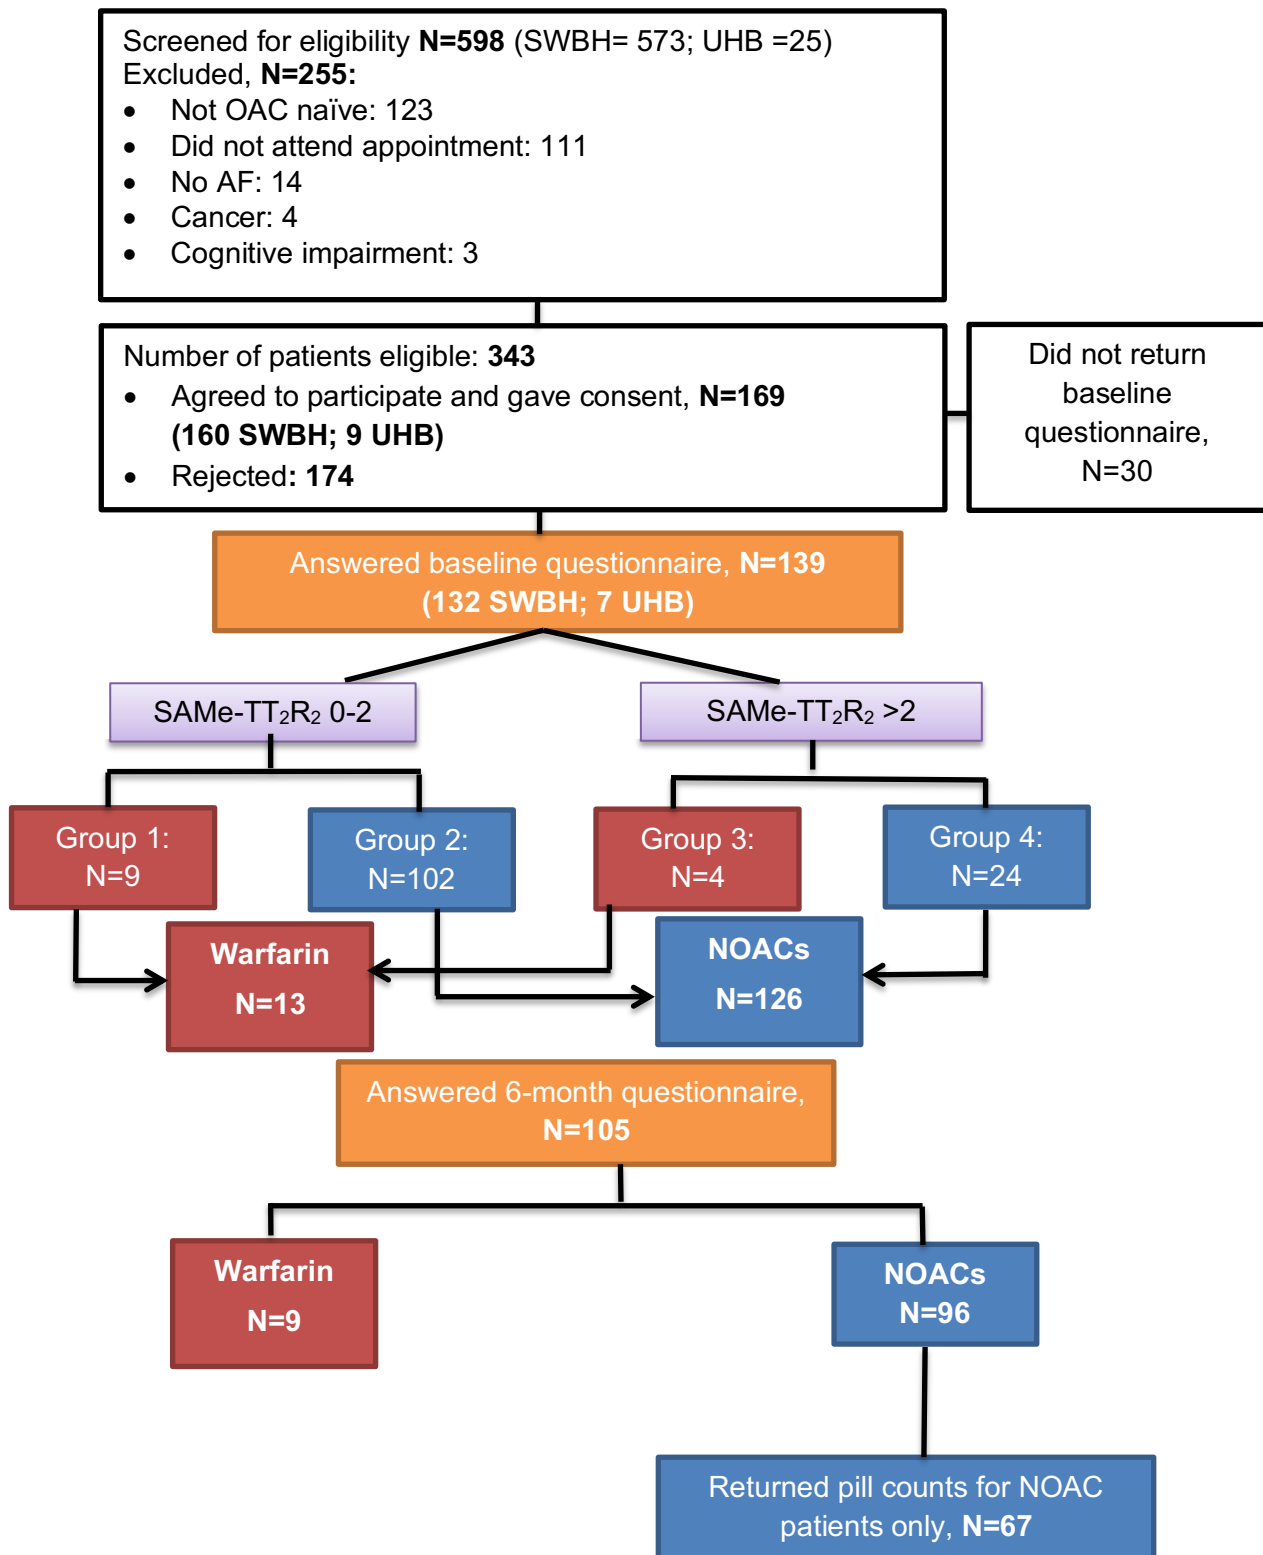 Screened for eligibility N=598 (SWBH= 573; UHB =25)
Excluded, N=255:
• Not OAC naïve: 123
• Did not attend appointment: 111
• No AF: 14
• Cancer: 4
• Cognitive impairment: 3
Number of patients eligible: 343
• Agreed to participate and gave consent, N=169
(160 SWBH; 9 UHB)
• Rejected: 174
Did not return
baseline
questionnaire,
N=30
Answered baseline questionnaire, N=139
(132 SWBH; 7 UHB)
SAMe-TT₂R₂ 0-2
SAMe-TT₂R₂ >2
Group 1:
N=9
Group 2:
N=102
Group 3:
N=4
Group 4:
N=24
Warfarin
N=13
NOACs
N=126
Answered 6-month questionnaire,
N=105
Warfarin
N=9
NOACs
N=96
Returned pill counts for NOAC
patients only, N=67